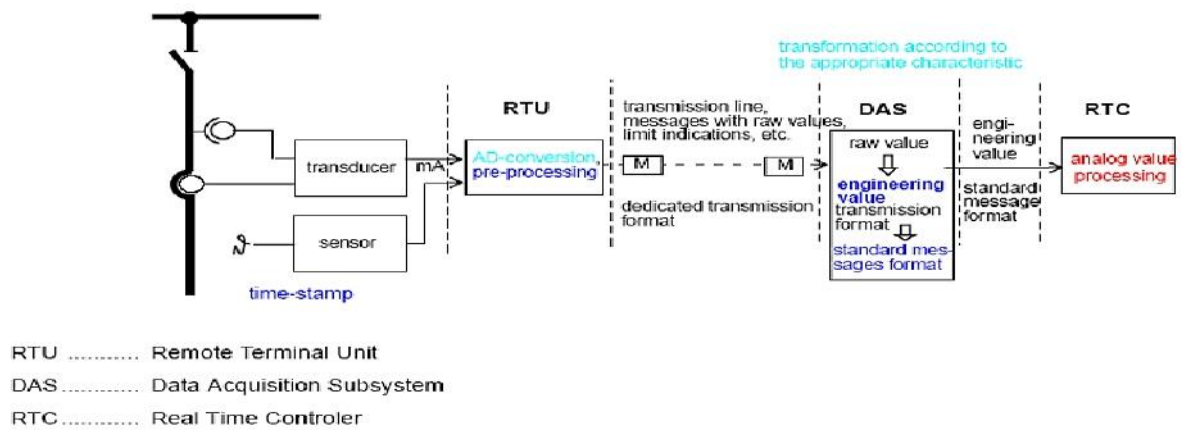 transformation according to
the appropriate characteristic
RTU
transmission line,
messages with raw values,
limit indications, etc.
DAS
engi-
neering
value
RTC
transducer
mA
AD-conversion,
pre-processing
M
M
raw value
engineering
value
transmission
format
standard mes-
sages format
analog value
processing
dedicated transmission
format
standard
message
format
ϑ
sensor
time-stamp
RTU ........... Remote Terminal Unit
DAS ............ Data Acquisition Subsystem
RTC ............ Real Time Controler